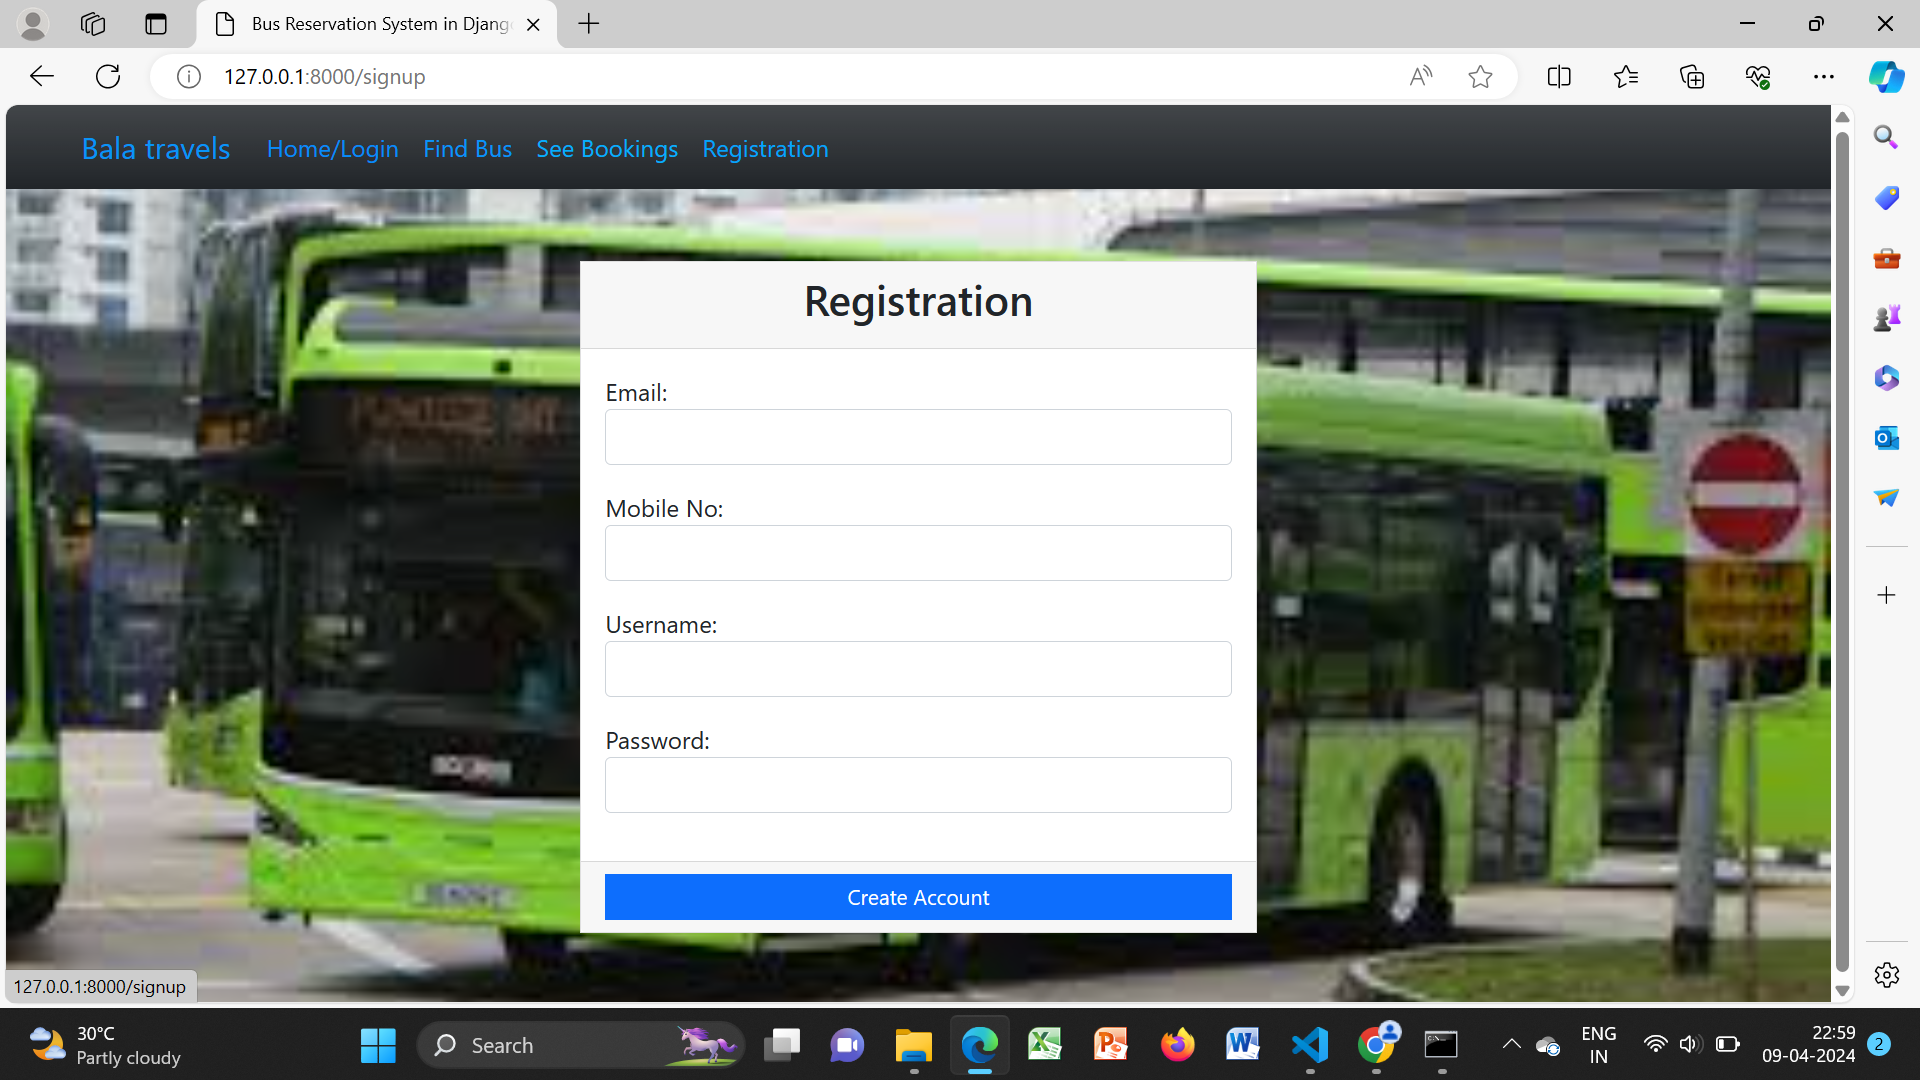 Bus Reservation System in Djang
127.0.0.1:8000/signup
Bala travels Home/Login Find Bus See Bookings Registration
Registration
Email:
Mobile No:
Username:
Password:
Create Account
127.0.0.1:8000/signup
30°C
Partly cloudy
Search
ENG
IN
22:59
09-04-2024
2